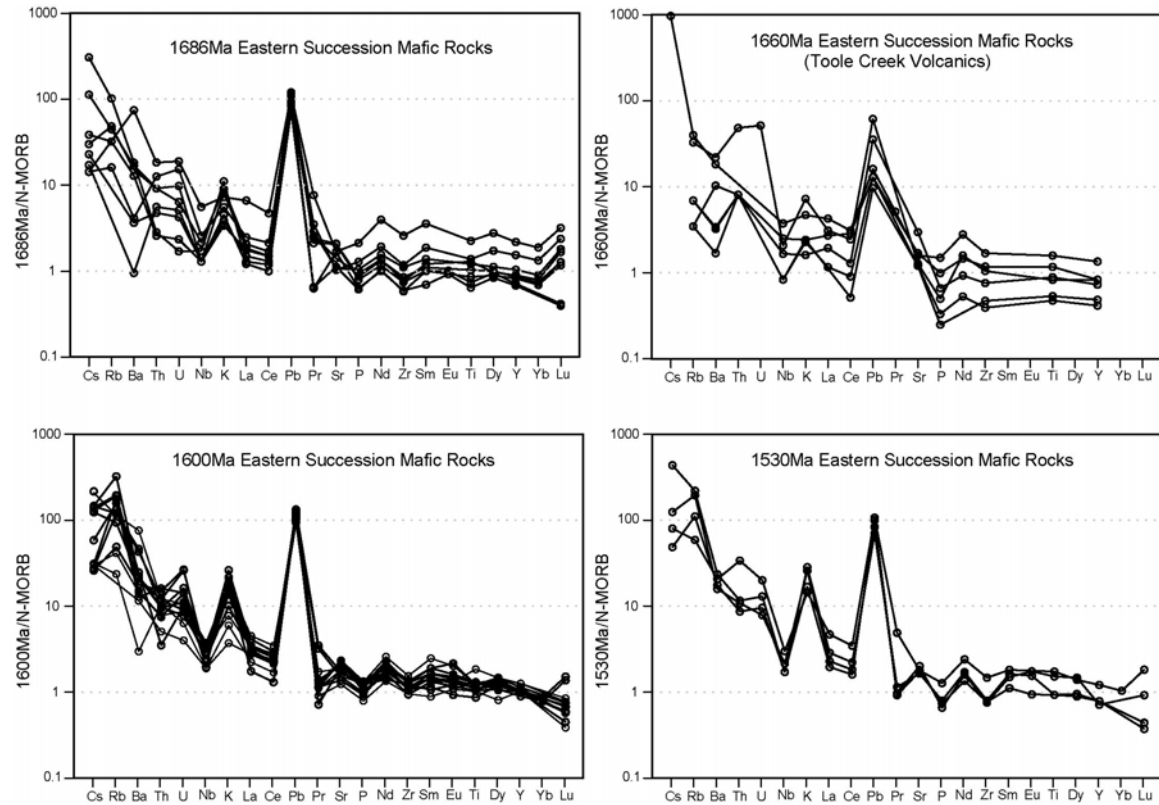 1000
100
10
1
0.1
1686Ma/N-MORB
1686Ma Eastern Succession Mafic Rocks
Cs Rb Ba Th U Nb K La Ce Pb Pr Sr P Nd Zr Sm Eu Ti Dy Y Yb Lu
1000
100
10
1
0.1
1660Ma/N-MORB
1660Ma Eastern Succession Mafic Rocks
(Toole Creek Volcanics)
Cs Rb Ba Th U Nb K La Ce Pb Pr Sr P Nd Zr Sm Eu Ti Dy Y Yb Lu
1000
100
10
1
0.1
1600Ma/N-MORB
1600Ma Eastern Succession Mafic Rocks
Cs Rb Ba Th U Nb K La Ce Pb Pr Sr P Nd Zr Sm Eu Ti Dy Y Yb Lu
1000
100
10
1
0.1
1530Ma/N-MORB
1530Ma Eastern Succession Mafic Rocks
Cs Rb Ba Th U Nb K La Ce Pb Pr Sr P Nd Zr Sm Eu Ti Dy Y Yb Lu